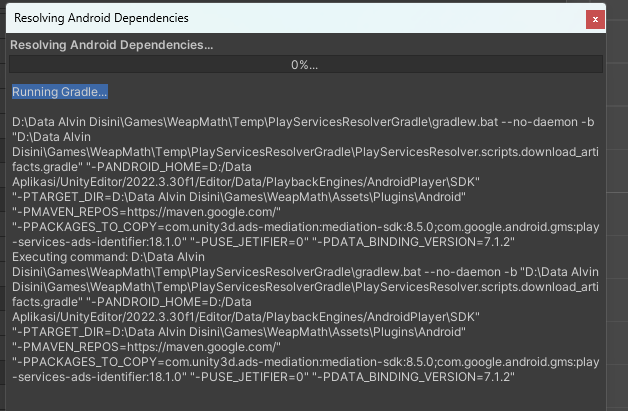 Resolving Android Dependencies
x
Resolving Android Dependencies...
0%...
Running Gradle...
D:\Data Alvin Disini\Games\WeapMath\Temp\PlayServicesResolverGradle\gradlew.bat --no-daemon -b
"D:\Data Alvin
Disini\Games\WeapMath\Temp\PlayServicesResolverGradle\PlayServicesResolver.scripts.download_arti
facts.gradle" "-PANDROID_HOME=D:/Data
Aplikasi/UnityEditor/2022.3.30f1/Editor/Data/PlaybackEngines/AndroidPlayer\SDK"
"-PTARGET_DIR=D:\Data Alvin Disini\Games\WeapMath\Assets\Plugins\Android"
"-PMAVEN_REPOS=https://maven.google.com/"
"-PPACKAGES_TO_COPY=com.unity3d.ads-mediation:mediation-sdk:8.5.0;com.google.android.gms:play
-services-ads-identifier:18.1.0" "-PUSE_JETIFIER=0" "-PDATA_BINDING_VERSION=7.1.2"
Executing command: D:\Data Alvin
Disini\Games\WeapMath\Temp\PlayServicesResolverGradle\gradlew.bat --no-daemon -b "D:\Data Alvin
Disini\Games\WeapMath\Temp\PlayServicesResolverGradle\PlayServicesResolver.scripts.download_arti
facts.gradle" "-PANDROID_HOME=D:/Data
Aplikasi/UnityEditor/2022.3.30f1/Editor/Data/PlaybackEngines/AndroidPlayer\SDK"
"-PTARGET_DIR=D:\Data Alvin Disini\Games\WeapMath\Assets\Plugins\Android"
"-PMAVEN_REPOS=https://maven.google.com/"
"-PPACKAGES_TO_COPY=com.unity3d.ads-mediation:mediation-sdk:8.5.0;com.google.android.gms:play
-services-ads-identifier:18.1.0" "-PUSE_JETIFIER=0" "-PDATA_BINDING_VERSION=7.1.2"